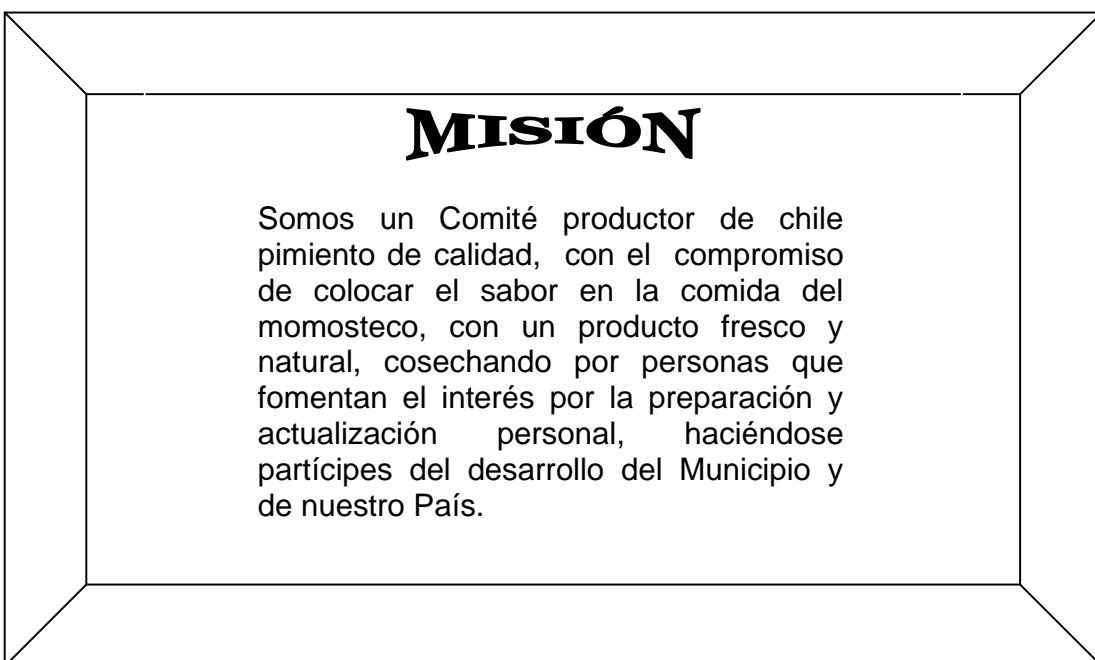 MISIÓN
Somos un Comité productor de chile
pimiento de calidad, con el compromiso
de colocar el sabor en la comida del
momosteco, con un producto fresco y
natural, cosechando por personas que
fomentan el interés por la preparación y
actualización personal, haciéndose
partícipes del desarrollo del Municipio y
de nuestro País.